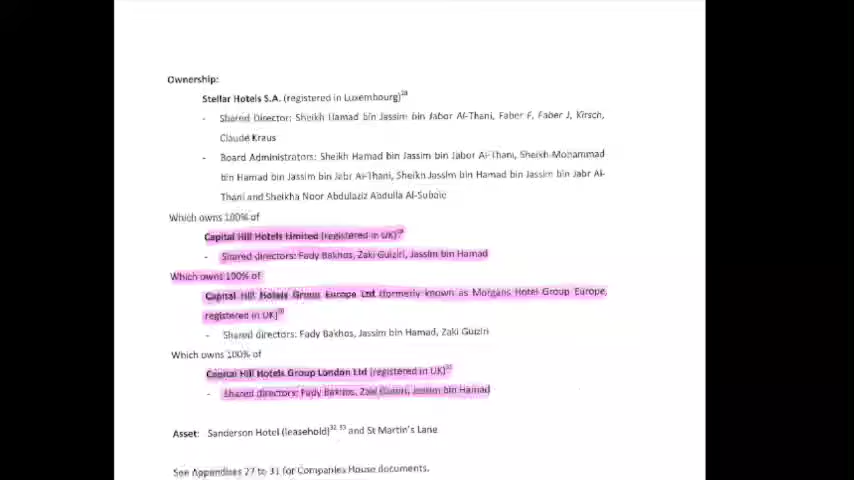 Ownership:
Stellar Hotels S.A. (registered in Luxembourg)28
- Shared Director: Sheikh Hamad bin Jassim bin Jabor Al-Thani, Faber F, Faber J, Kirsch,
Claude Kraus
- Board Administrators: Sheikh Hamad bin Jassim bin Jabor Al-Thani, Sheikh Mohammad
bin Hamad bin Jassim bin Jabr Al-Thani, Sheikh Jassim bin Hamad bin Jassim bin Jabr Al-
Thani and Sheikha Noor Abdulaziz Abdulla Al-Subaie
Which owns 100% of
Capital Hill Hotels Limited (registered in UK)
- Shared directors: Fady Bakhos, Zaki Guiziri, Jassim bin Hamad
Which owns 100% of
Capital Hill Hotels Group Europe Ltd (formerly known as Morgans Hotel Group Europe,
registered in UK)
- Shared directors: Fady Bakhos, Jassim bin Hamad, Zaki Guiziri
Which owns 100% of
Capital Hill Hotels Group London Ltd (registered in UK)
- Shared directors: Fady Bakhos, Zaki Guiziri, Jassim bin Hamad
Asset: Sanderson Hotel (leasehold)32, 33 and St Martin's Lane
See Appendixes 27 to 31 for Companies House documents.